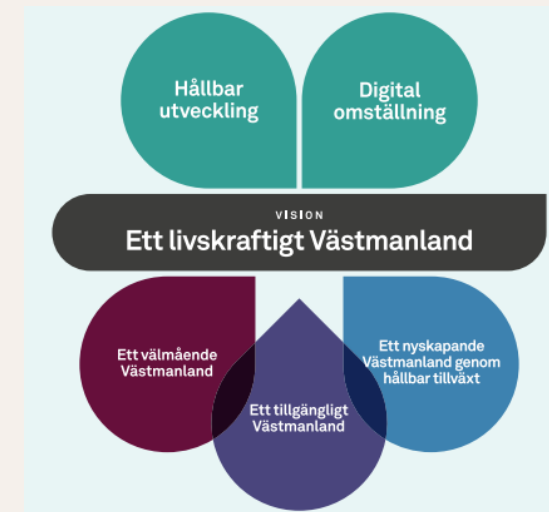 Hållbar
utveckling
Digital
omställning
VISION
Ett livskraftigt Västmanland
Ett välmående
Västmanland
Ett tillgängligt
Västmanland
Ett nyskapande
Västmanland genom
hållbar tillväxt